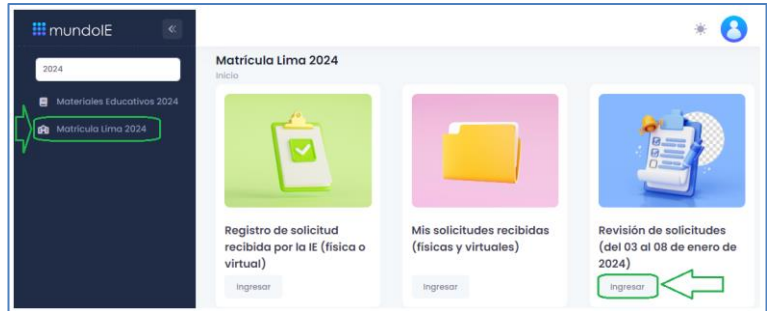 mundoIE
2024
Materiales Educativos 2024
Matrícula Lima 2024
Matrícula Lima 2024
Inicio
Registro de solicitud
recibida por la IE (física o
virtual)
Ingresar
Mis solicitudes recibidas
(físicas y virtuales)
Ingresar
Revisión de solicitudes
(del 03 al 08 de enero de
2024)
Ingresar